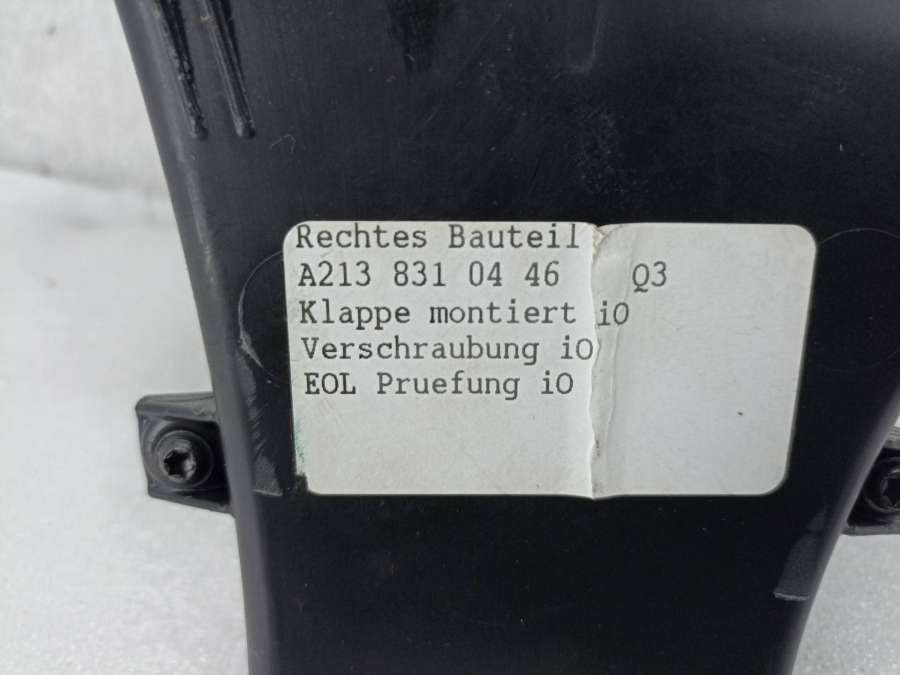 Rechtes Bauteil
A213 831 04 46 Q3
Klappe montiert iO
Verschraubung iO
EOL Pruefung iO